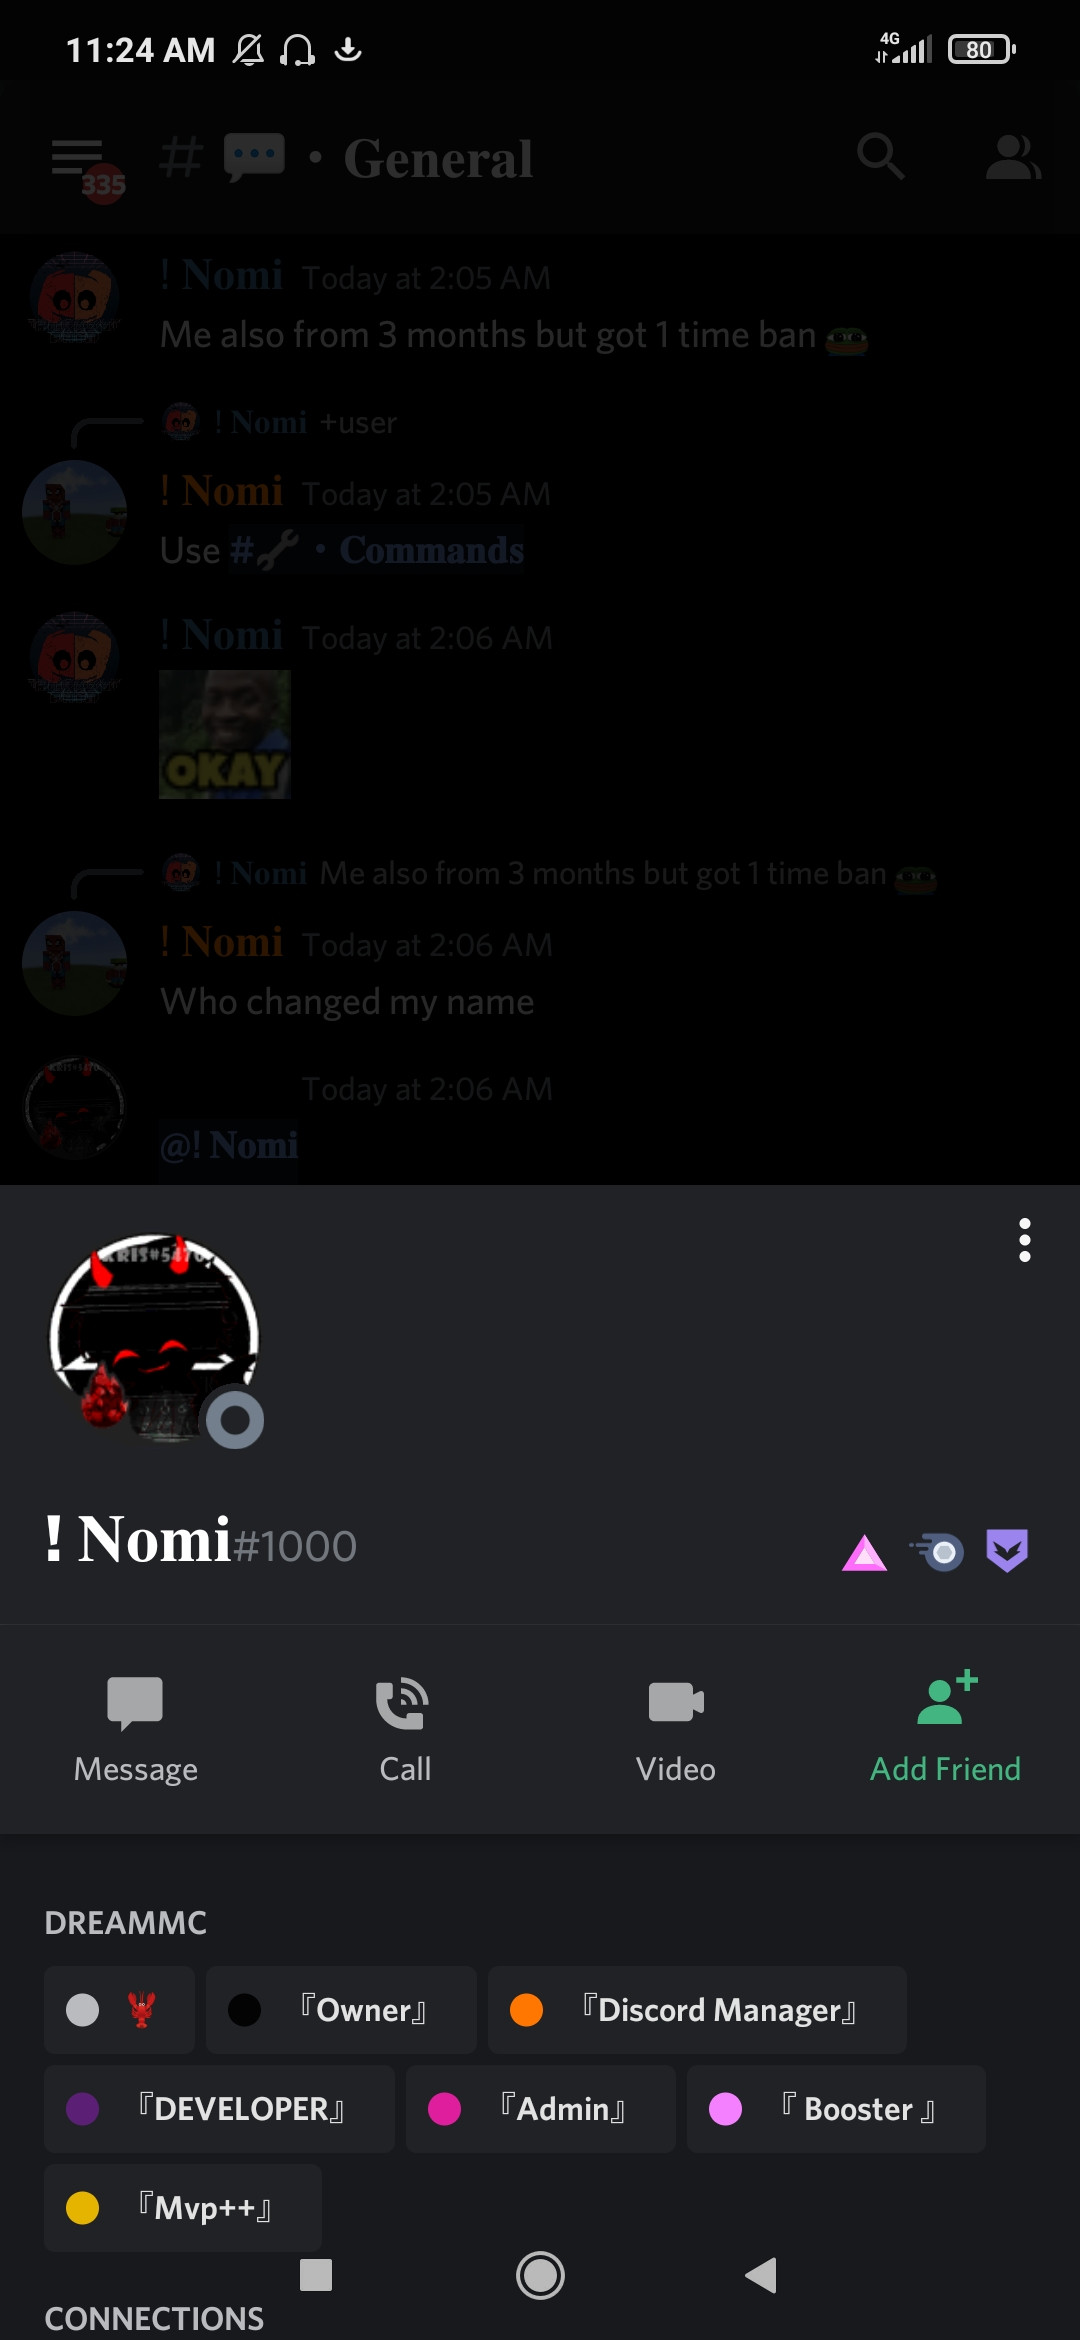 11:24 AM 4G 80
335 # • General
! Nomi Today at 2:05 AM
Me also from 3 months but got 1 time ban
! Nomi +user
! Nomi Today at 2:05 AM
Use # • Commands
! Nomi Today at 2:06 AM
OKAY
! Nomi Me also from 3 months but got 1 time ban
! Nomi Today at 2:06 AM
Who changed my name
Today at 2:06 AM
@! Nomi
! Nomi#1000
Message Call Video Add Friend
DREAMMC
『Owner』 『Discord Manager』
『DEVELOPER』 『Admin』 『 Booster 』
『Mvp++』
CONNECTIONS